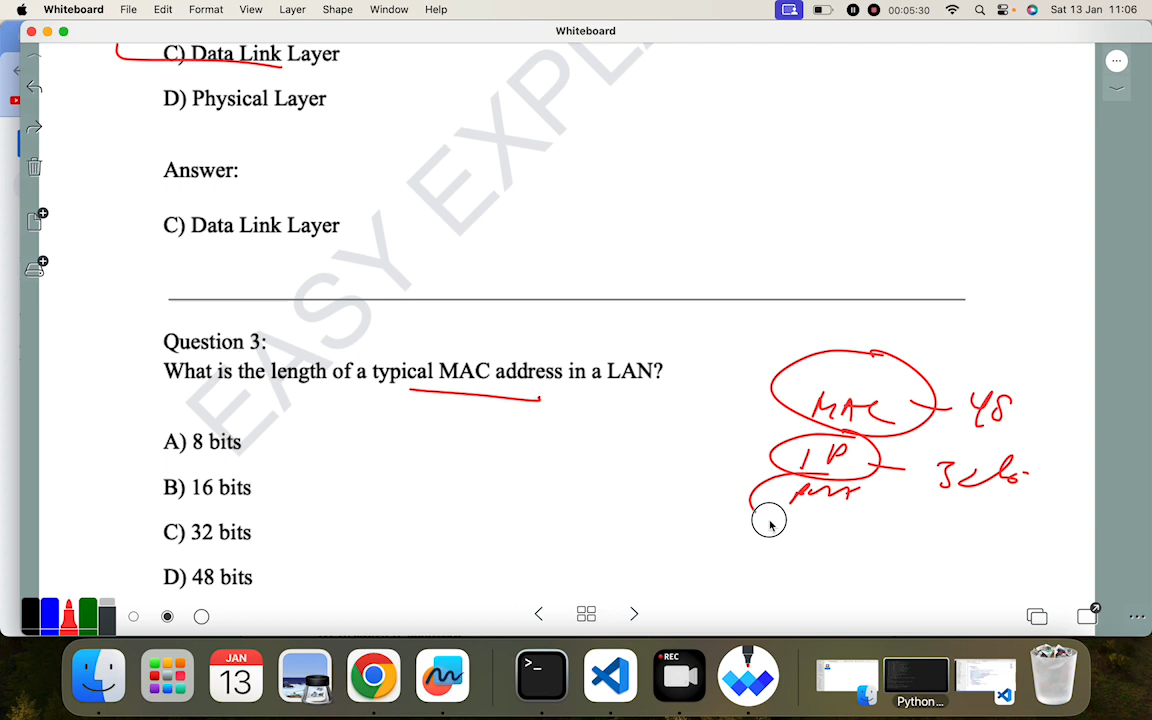 Whiteboard File Edit Format View Layer Shape Window Help 00:05:30 Sat 13 Jan 11:06
Whiteboard
C) Data Link Layer
D) Physical Layer
Answer:
C) Data Link Layer
EASY EXPL
Question 3:
What is the length of a typical MAC address in a LAN?
MAC 48
A) 8 bits
IP
B) 16 bits
C) 32 bits
D) 48 bits
JAN
13
>_
REC
Python...